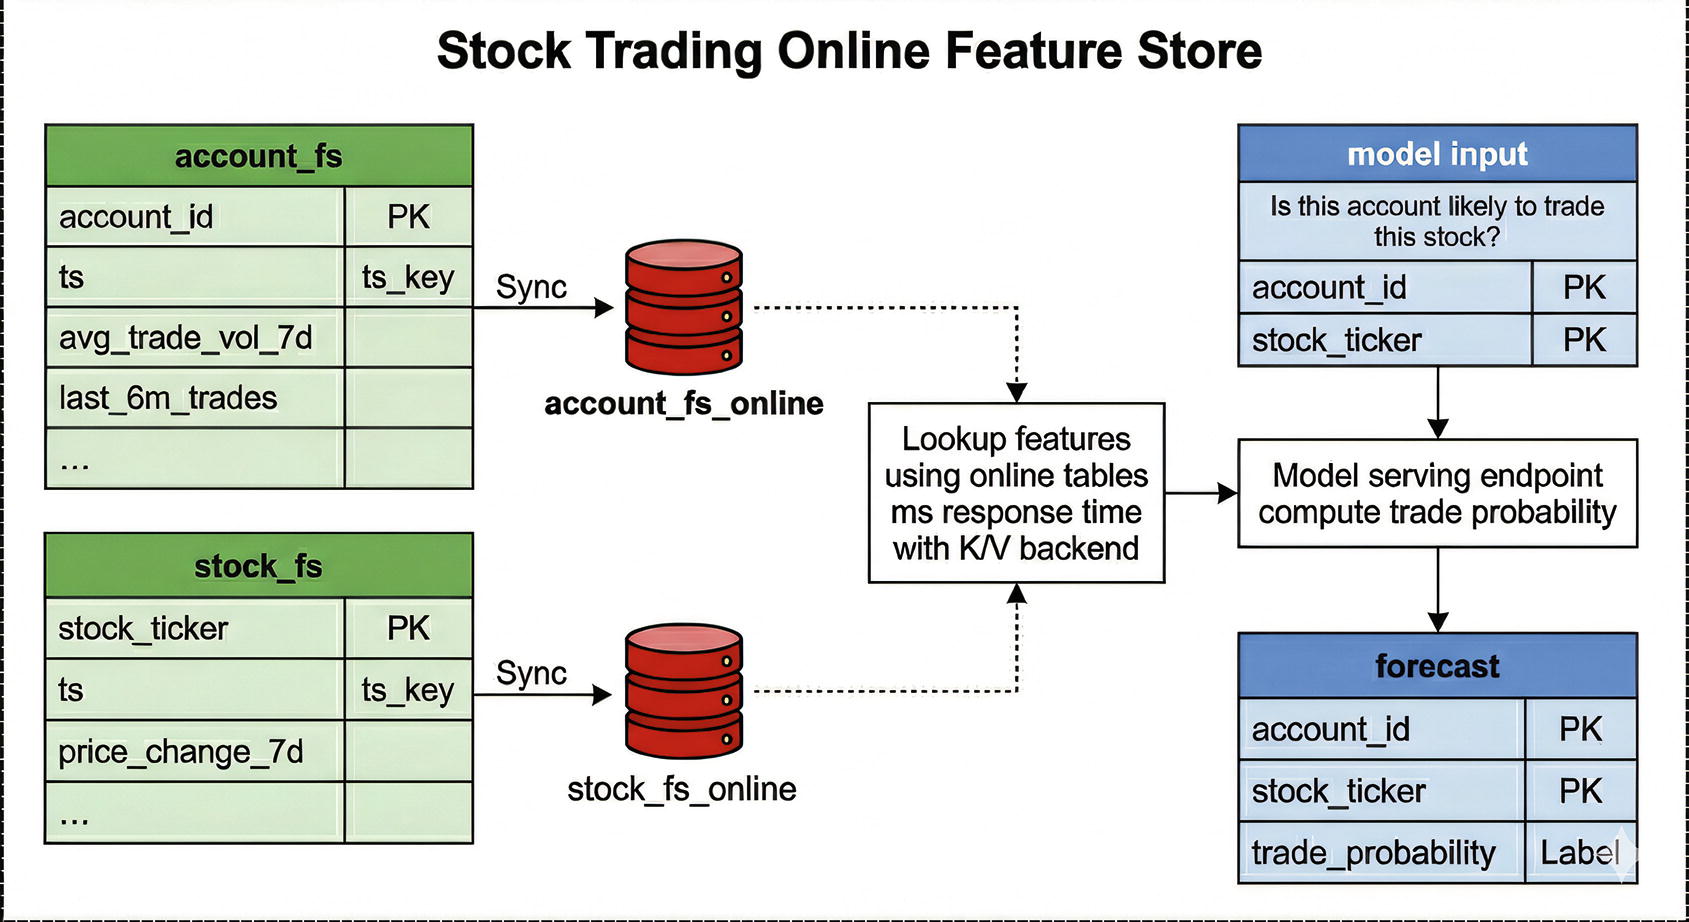 Stock Trading Online Feature Store
account_fs
account_id PK
ts ts_key
avg_trade_vol_7d
last_6m_trades
...
Sync
account_fs_online
stock_fs
stock_ticker PK
ts ts_key
price_change_7d
...
Sync
stock_fs_online
Lookup features
using online tables
ms response time
with K/V backend
model input
Is this account likely to trade
this stock?
account_id PK
stock_ticker PK
Model serving endpoint
compute trade probability
forecast
account_id PK
stock_ticker PK
trade_probability Label